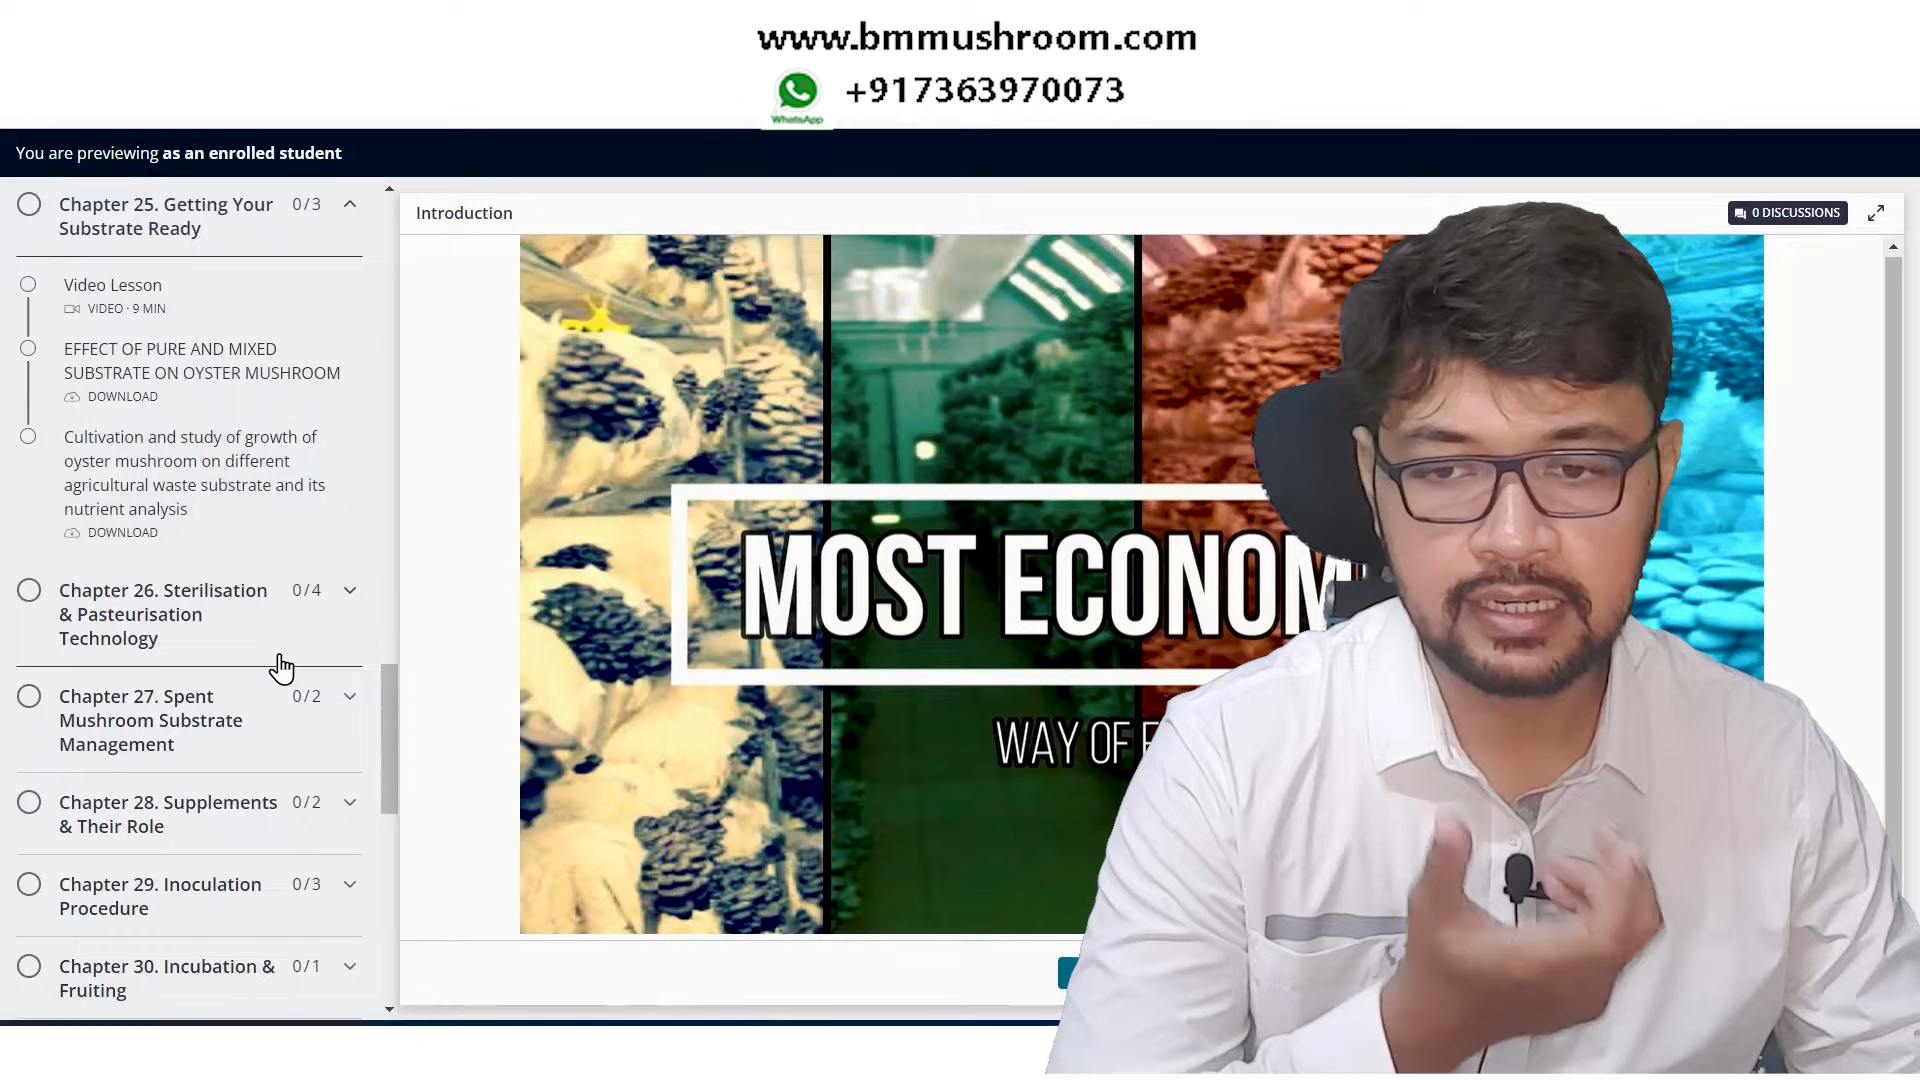 www.bmmushroom.com
WhatsApp
+917363970073
You are previewing as an enrolled student
Chapter 25. Getting Your
Substrate Ready
0/3
Video Lesson
VIDEO · 9 MIN
EFFECT OF PURE AND MIXED
SUBSTRATE ON OYSTER MUSHROOM
DOWNLOAD
Cultivation and study of growth of
oyster mushroom on different
agricultural waste substrate and its
nutrient analysis
DOWNLOAD
Chapter 26. Sterilisation
& Pasteurisation
Technology
0/4
Chapter 27. Spent
Mushroom Substrate
Management
0/2
Chapter 28. Supplements
& Their Role
0/2
Chapter 29. Inoculation
Procedure
0/3
Chapter 30. Incubation &
Fruiting
0/1
Introduction
0 DISCUSSIONS
MOST ECONOM
WAY OF